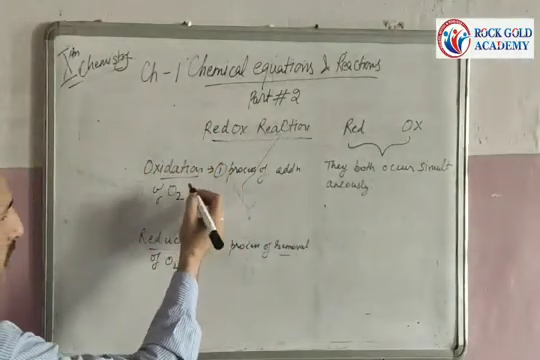 Xth Chemistry
Ch-1 Chemical equations & Reactions
Part # 2
Redox Reaction
Red OX
They both occur simult
aneously
Oxidation → ① process of addn
of O2
Reduc process of removal
of O2
ROCK GOLD
ACADEMY